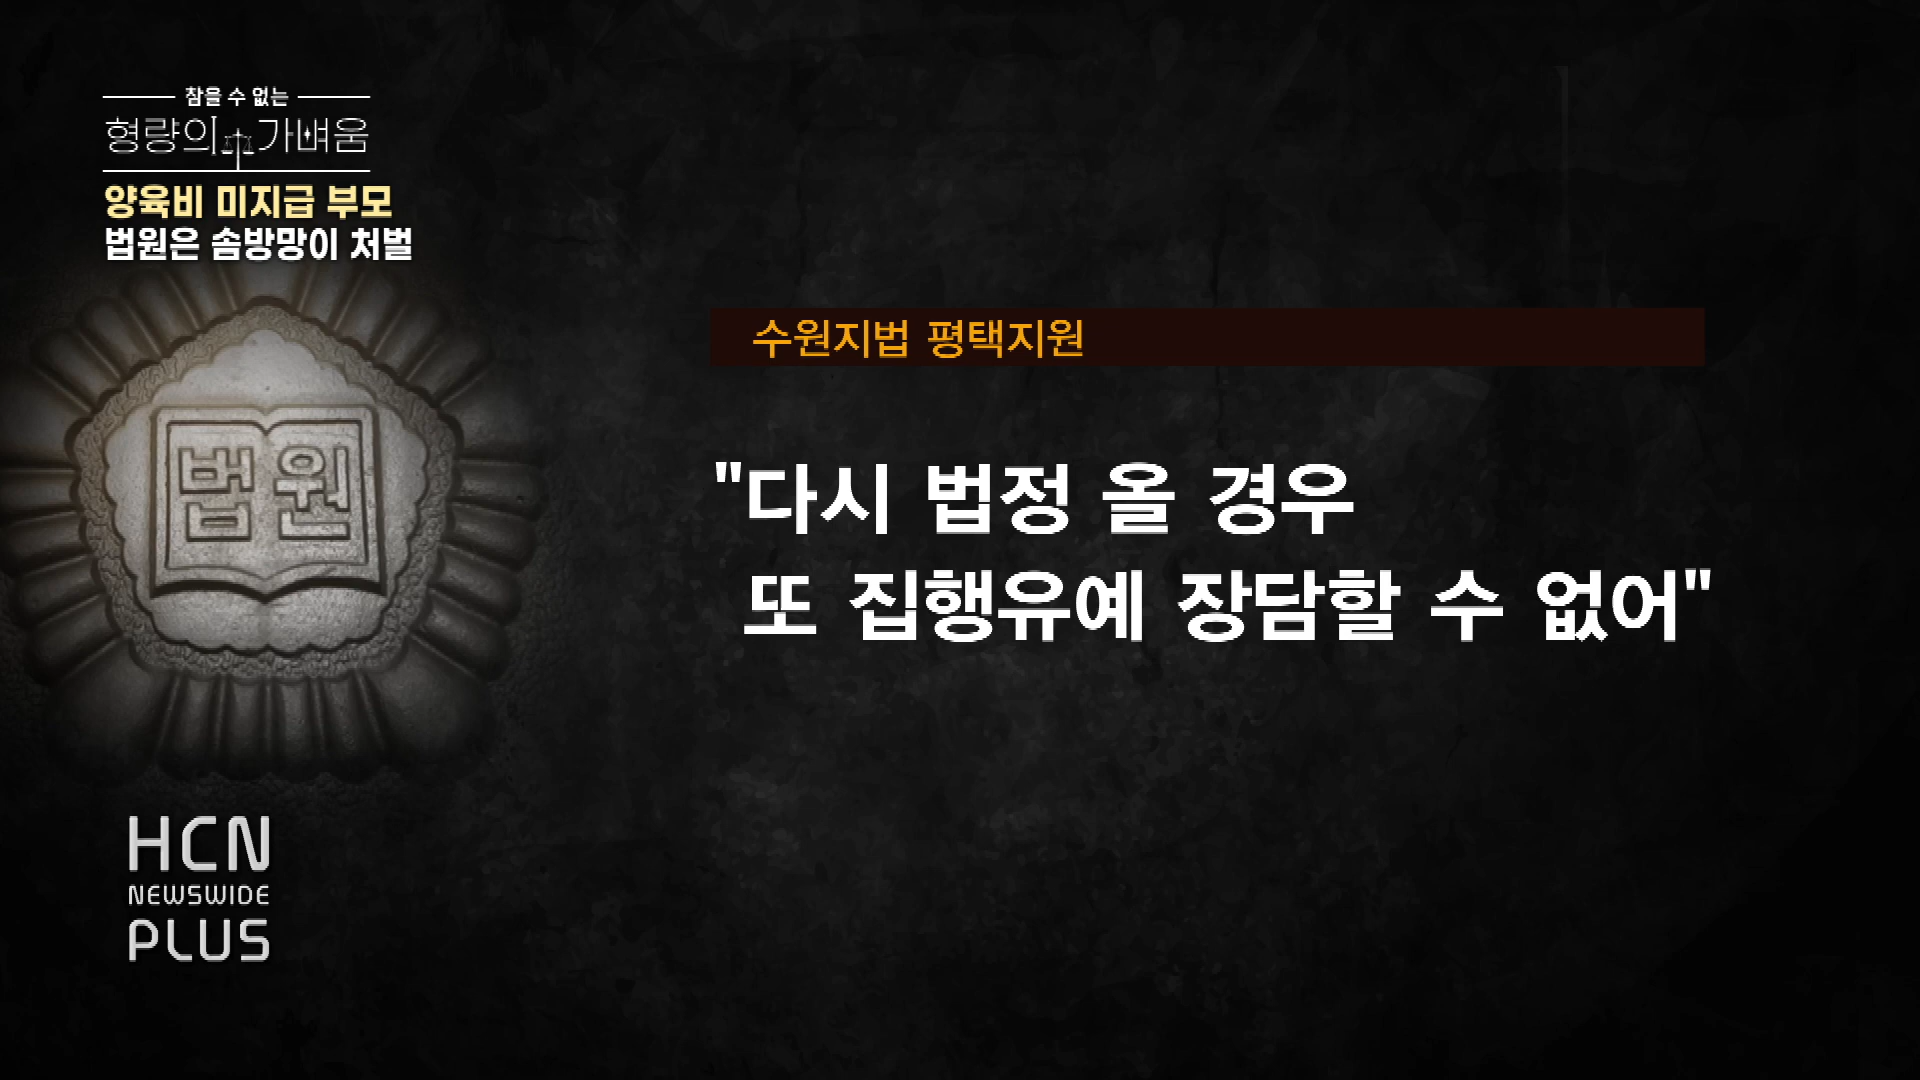 참을 수 없는
형량의 가벼움
양육비 미지급 부모
법원은 솜방망이 처벌
법원
수원지법 평택지원
"다시 법정 올 경우
또 집행유예 장담할 수 없어"
HCN
NEWSWIDE
PLUS